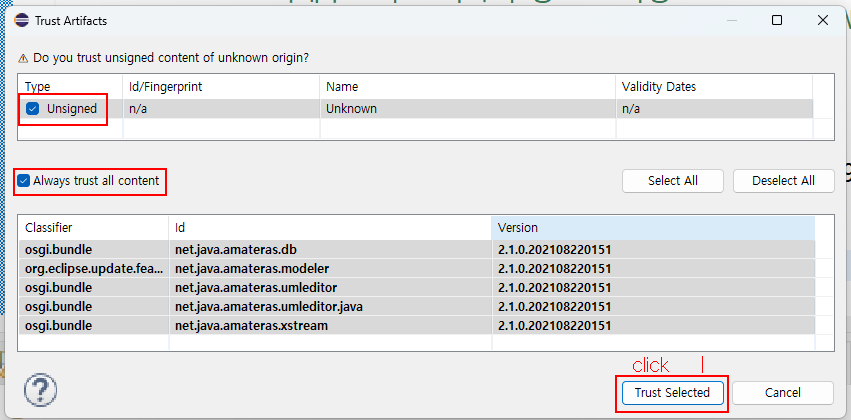 Trust Artifacts
Do you trust unsigned content of unknown origin?
Type Id/Fingerprint Name Validity Dates
Unsigned n/a Unknown n/a
Always trust all content Select All Deselect All
Classifier Id Version
osgi.bundle net.java.amateras.db 2.1.0.202108220151
org.eclipse.update.fea... net.java.amateras.modeler 2.1.0.202108220151
osgi.bundle net.java.amateras.umleditor 2.1.0.202108220151
osgi.bundle net.java.amateras.umleditor.java 2.1.0.202108220151
osgi.bundle net.java.amateras.xstream 2.1.0.202108220151
click
? Trust Selected Cancel